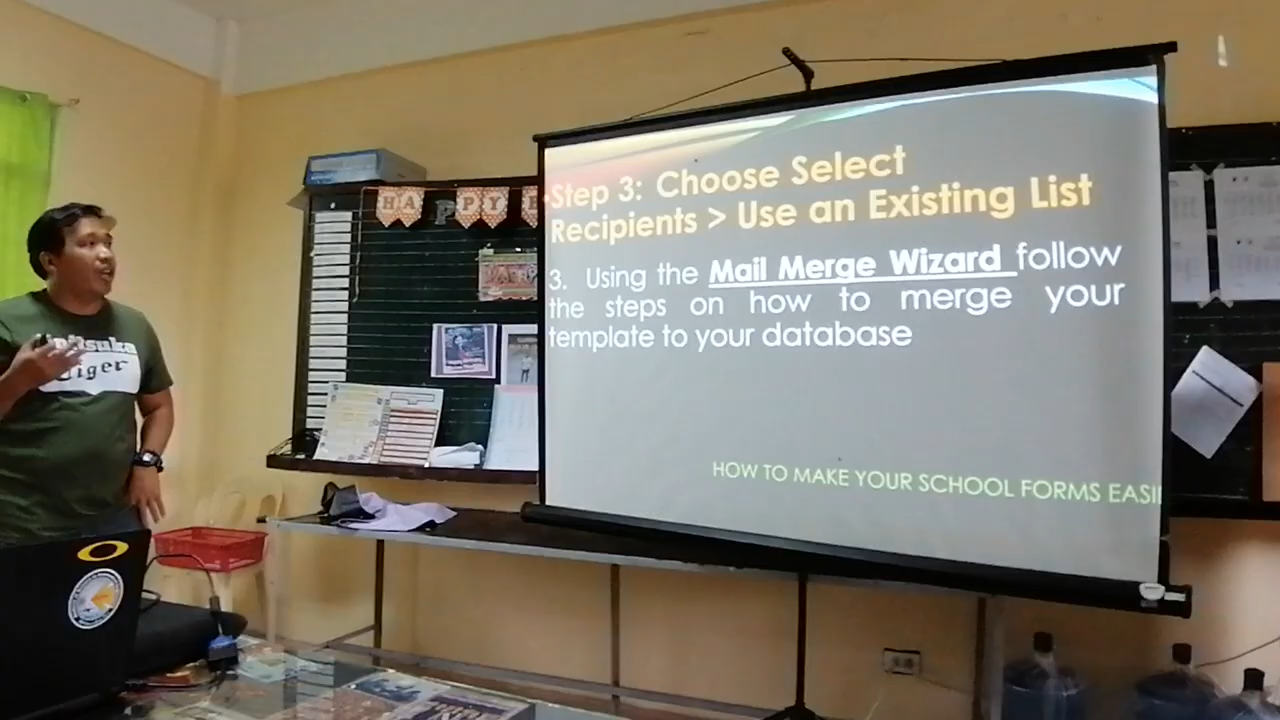 HAPPY
Step 3: Choose Select
Recipients > Use an Existing List
3. Using the Mail Merge Wizard follow
the steps on how to merge your
template to your database
HOW TO MAKE YOUR SCHOOL FORMS EASI
Tiger